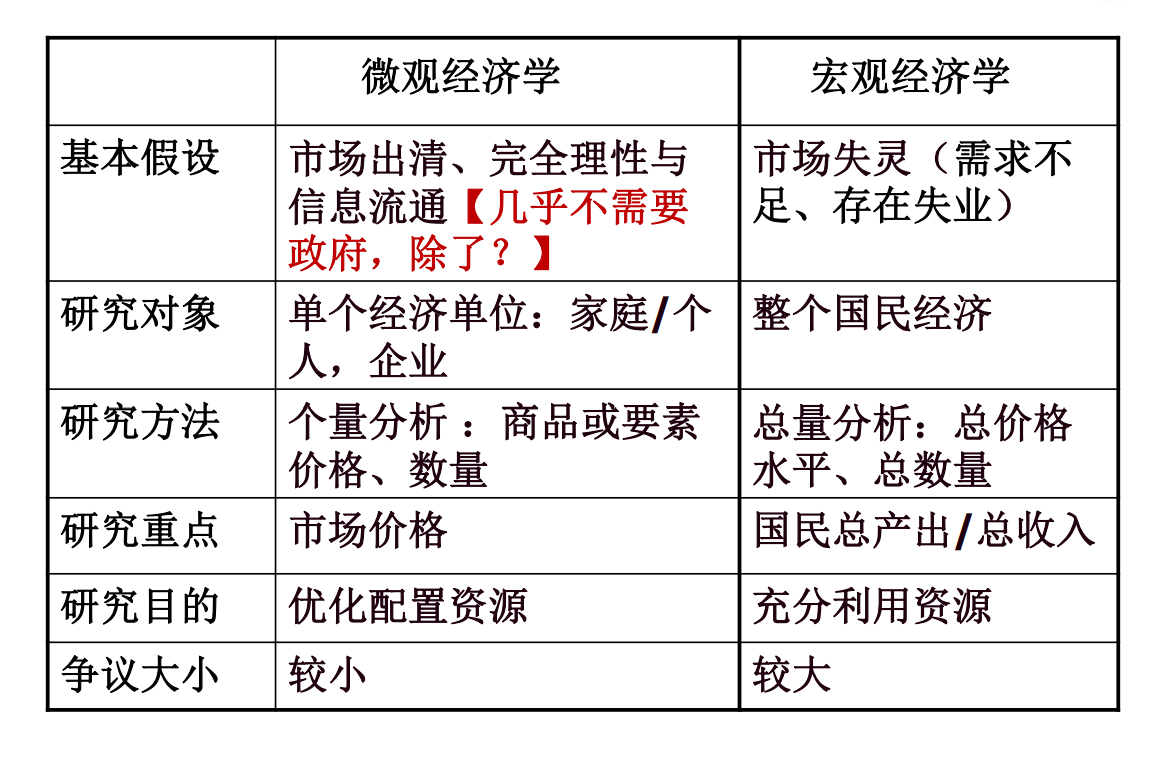 微观经济学
宏观经济学
基本假设
市场出清、完全理性与
信息流通【几乎不需要
政府，除了？】
市场失灵（需求不
足、存在失业）
研究对象
单个经济单位：家庭/个
人，企业
整个国民经济
研究方法
个量分析 ：商品或要素
价格、数量
总量分析：总价格
水平、总数量
研究重点
市场价格
国民总产出/总收入
研究目的
优化配置资源
充分利用资源
争议大小
较小
较大